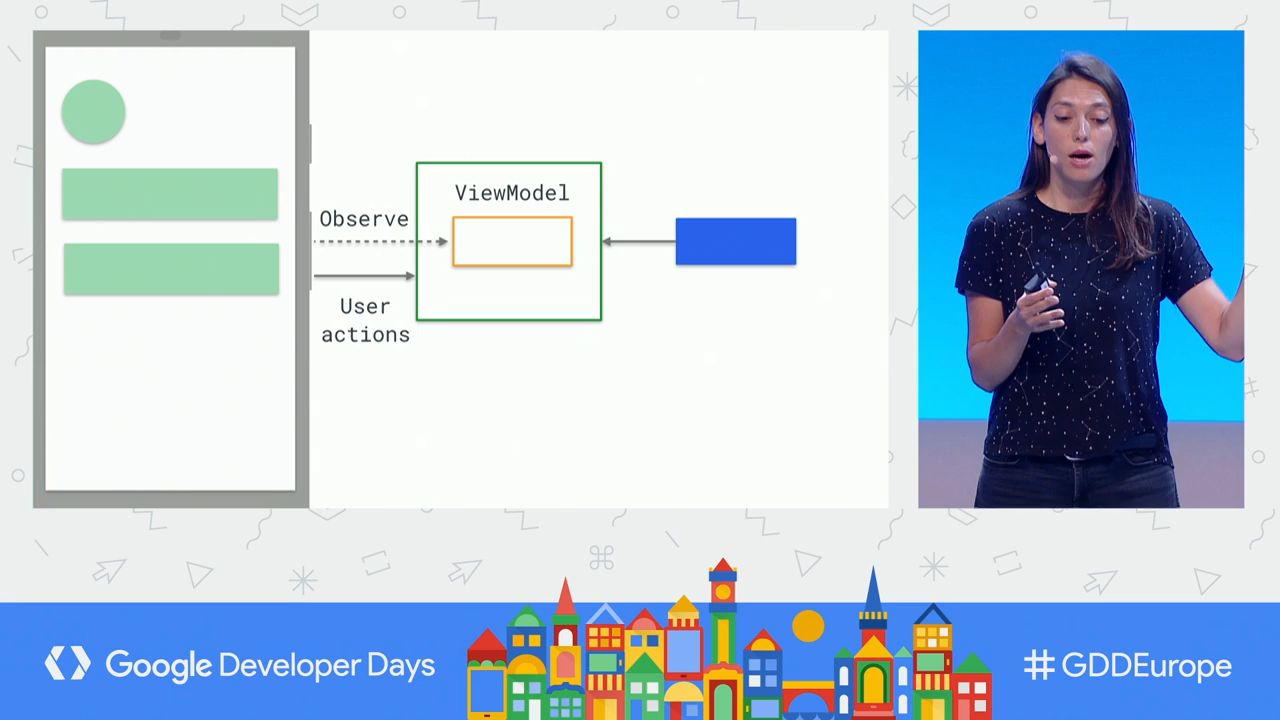 ViewModel
Observe
User
actions
Google Developer Days
#GDDEurope